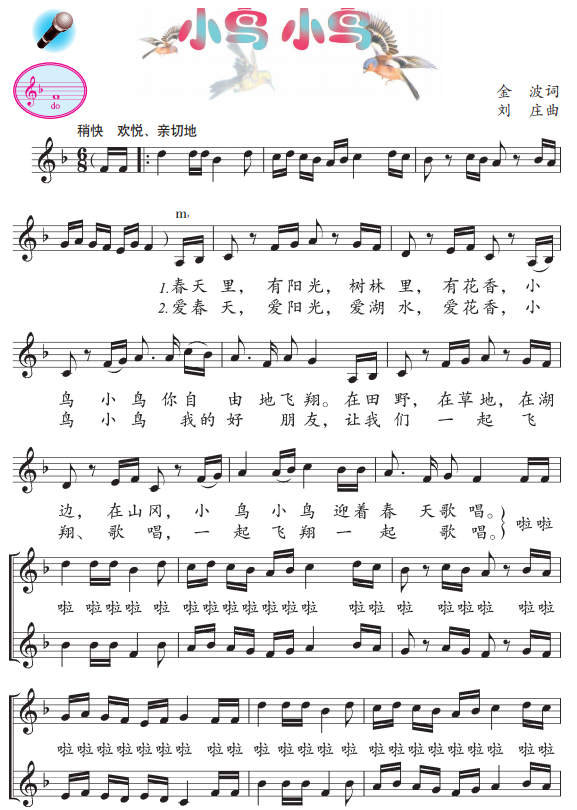 小鸟 小鸟
do
金 波词
刘 庄曲
稍快 欢悦、亲切地
6
8
m.
1.春天 里， 有阳光，树林 里，有花香，小
2.爱春 天，爱阳光，爱湖 水，爱花香，小
鸟 小鸟 你自 由 地飞 翔。在田 野，在草地，在湖
鸟 小鸟 我的 好 朋 友，让我 们 一 起 飞
边， 在山冈， 小 鸟 小鸟 迎着 春 天歌 唱。
翔、 歌 唱， 一 起 飞翔 一 起 歌 唱。
啦啦
啦 啦啦 啦 啦 啦啦啦啦啦啦 啦啦 啦 啦啦 啦 啦啦
啦啦啦啦啦啦 啦 啦啦 啦 啦啦 啦 啦 啦啦啦啦啦啦 啦